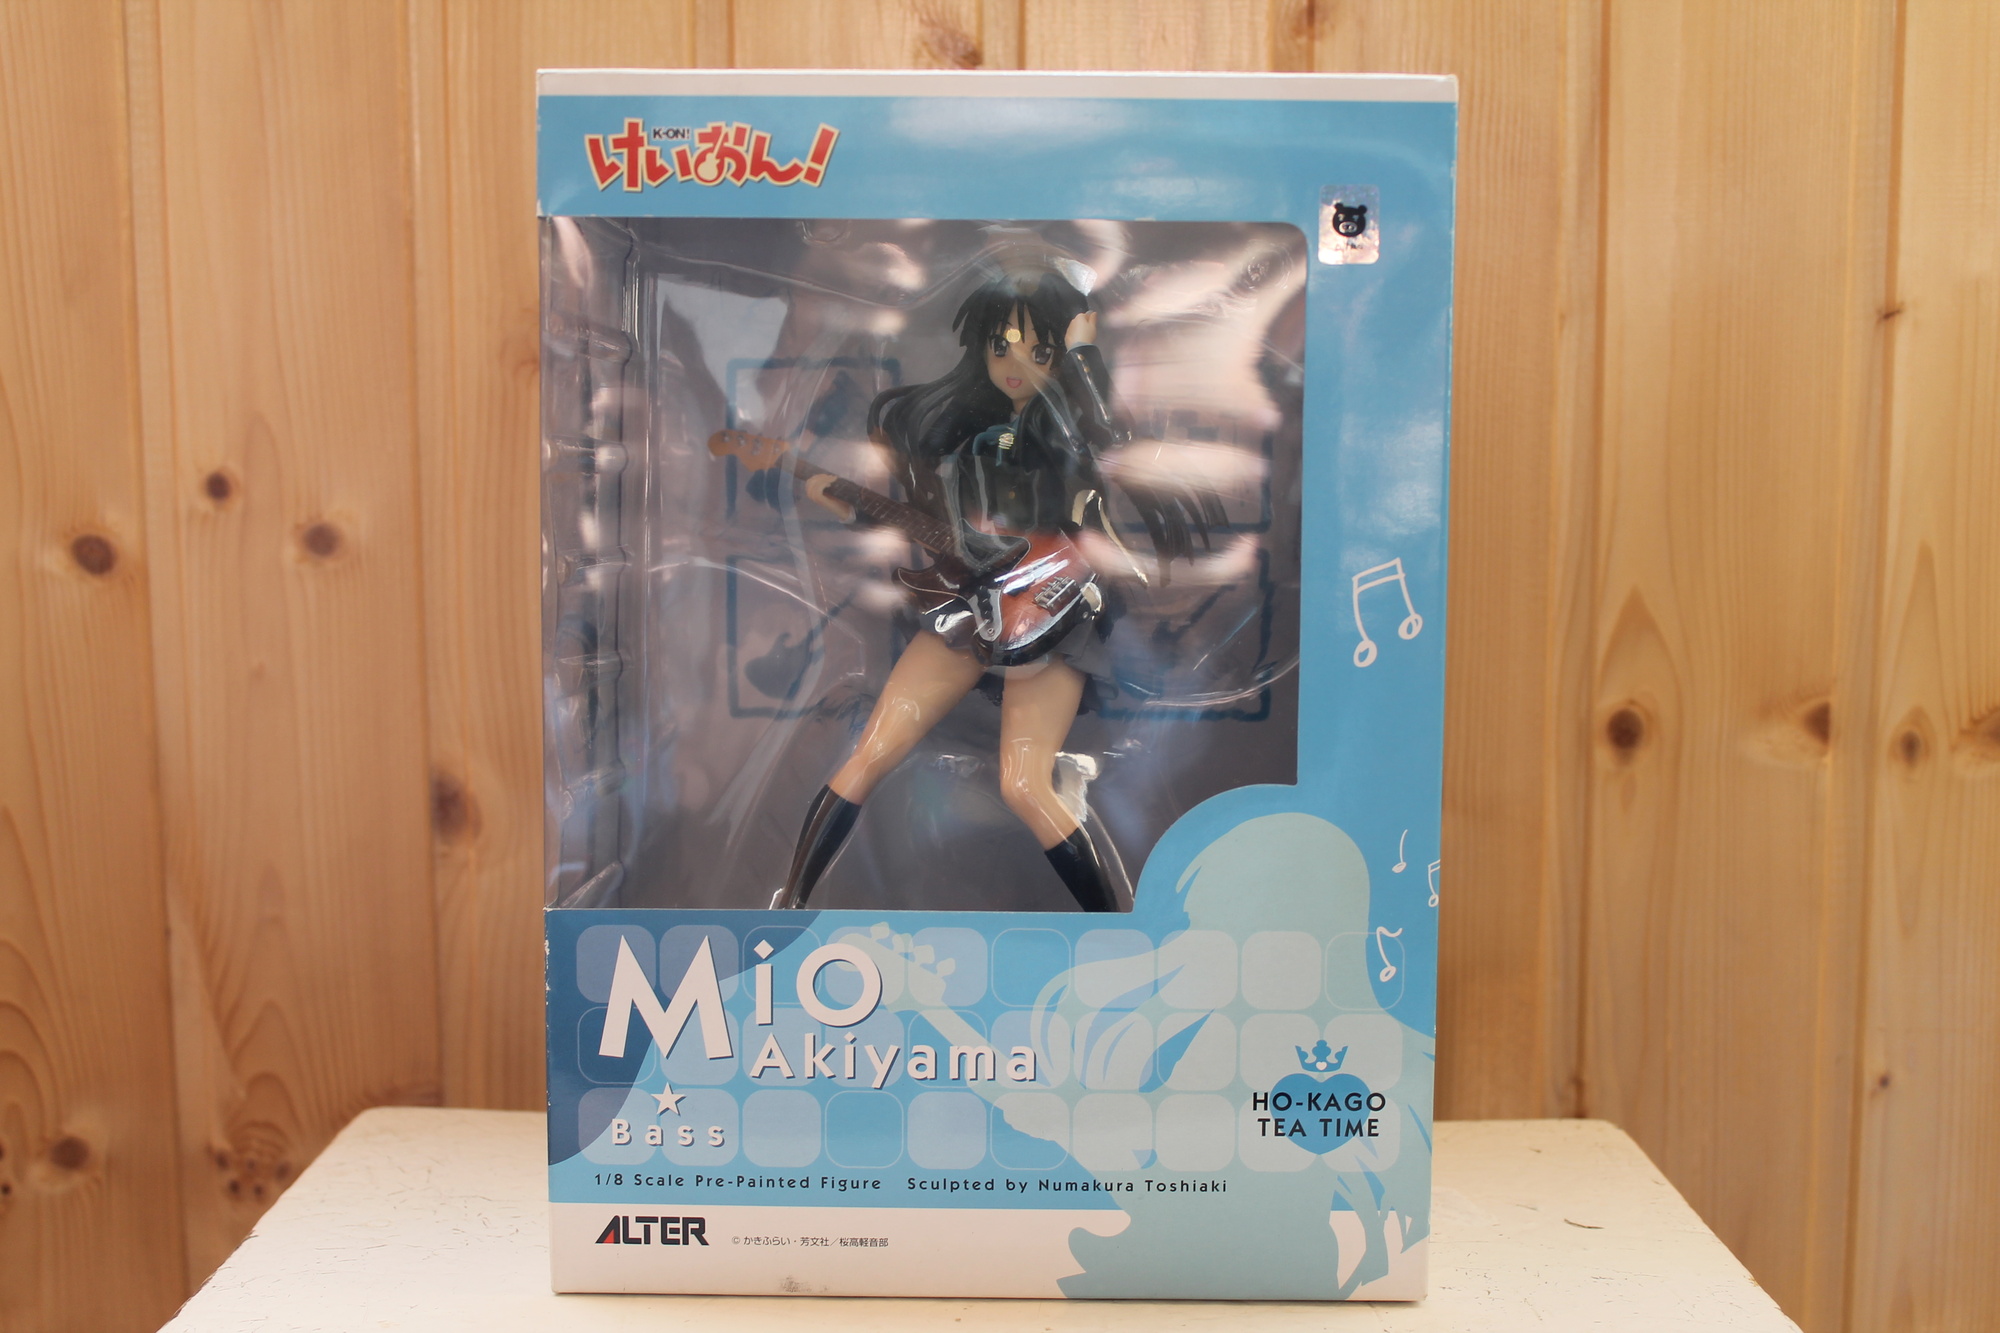 けいおん!
K-ON!
Mio
Akiyama
Bass
HO-KAGO
TEA TIME
1/8 Scale Pre-Painted Figure Sculpted by Numakura Toshiaki
ALTER
© かきふらい・芳文社／桜高軽音部